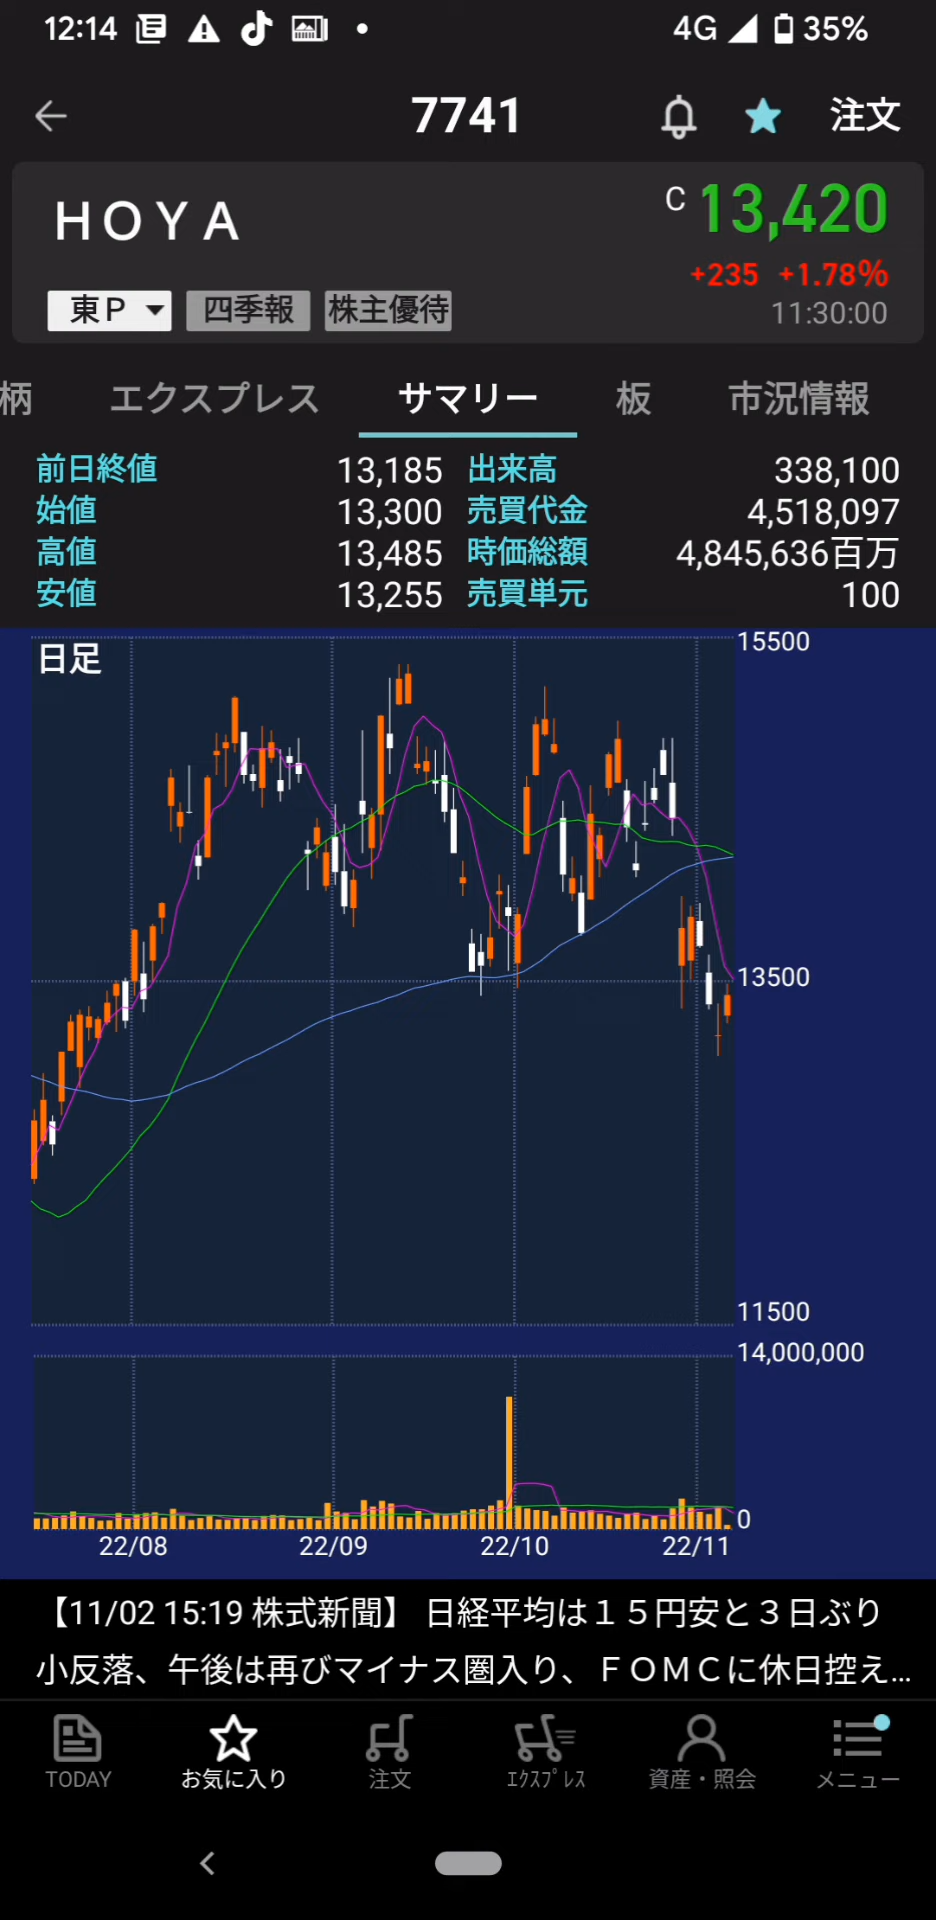 12:14 4G 35%
7741 注文
ＨＯＹＡ C 13,420
+235 +1.78%
東Ｐ 四季報 株主優待 11:30:00
柄 エクスプレス サマリー 板 市況情報
前日終値 13,185 出来高 338,100
始値 13,300 売買代金 4,518,097
高値 13,485 時価総額 4,845,636百万
安値 13,255 売買単元 100
日足 15500
13500
11500
14,000,000
0
22/08 22/09 22/10 22/11
【11/02 15:19 株式新聞】 日経平均は１５円安と３日ぶり
小反落、午後は再びマイナス圏入り、ＦＯＭＣに休日控え...
TODAY お気に入り 注文 ｴｸｽﾌﾟﾚｽ 資産・照会 メニュー